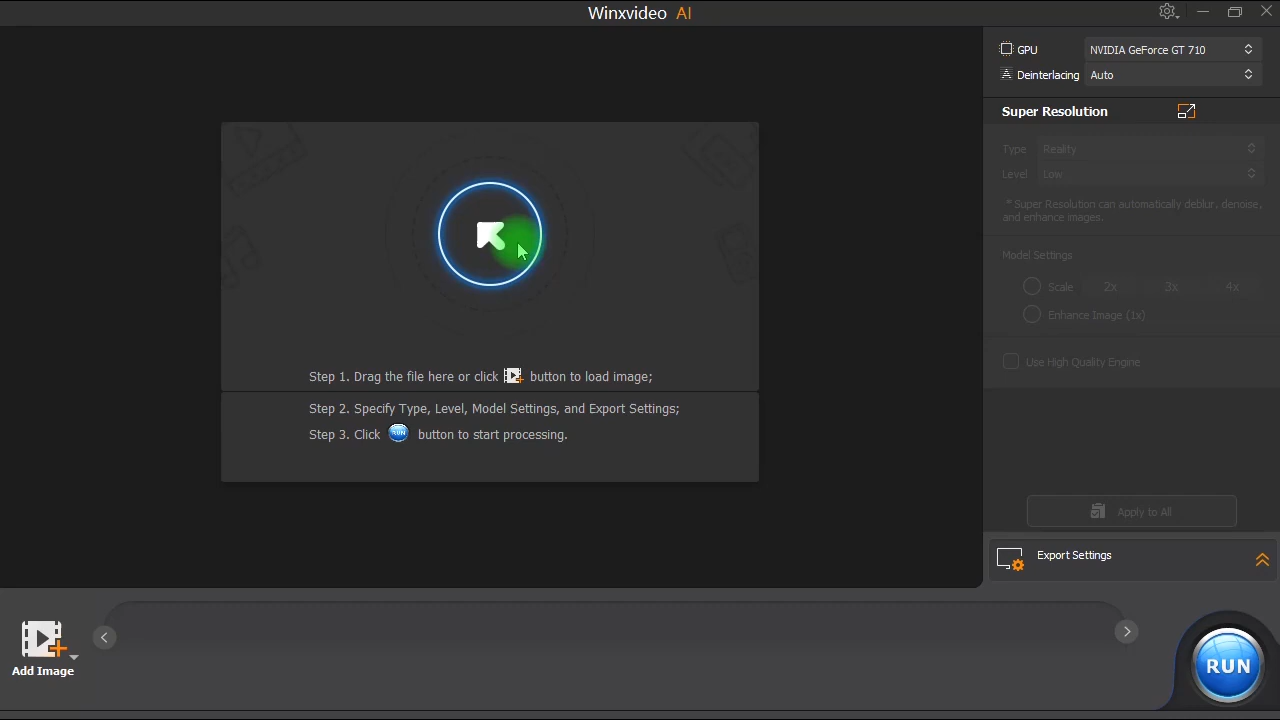 Winxvideo AI
GPU NVIDIA GeForce GT 710
Deinterlacing Auto
Super Resolution
Type Reality
Level Low
* Super Resolution can automatically deblur, denoise,
and enhance images.
Model Settings
Scale 2x 3x 4x
Enhance Image (1x)
Use High Quality Engine
Step 1. Drag the file here or click button to load image;
Step 2. Specify Type, Level, Model Settings, and Export Settings;
Step 3. Click RUN button to start processing.
Apply to All
Export Settings
Add Image
RUN